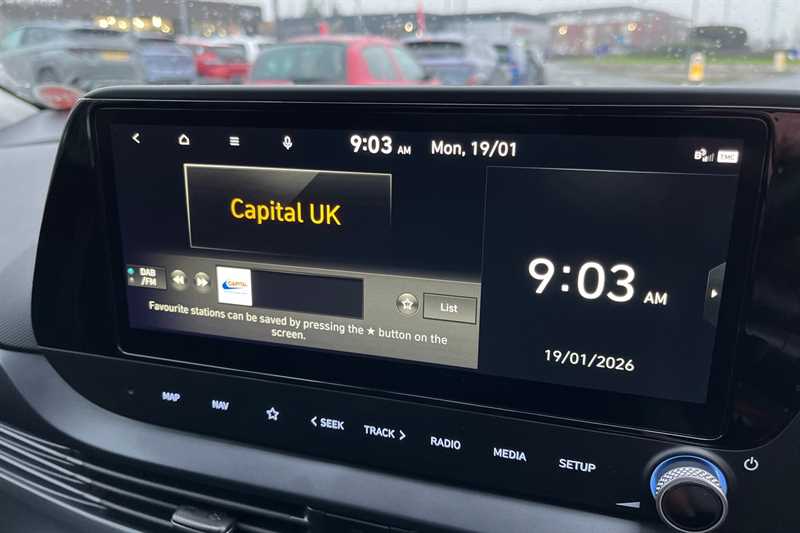 9:03 AM Mon, 19/01
TMC
Capital UK
9:03 AM
19/01/2026
DAB
/FM
CAPITAL
List
Favourite stations can be saved by pressing the ★ button on the
screen.
MAP
NAV
SEEK
TRACK
RADIO
MEDIA
SETUP